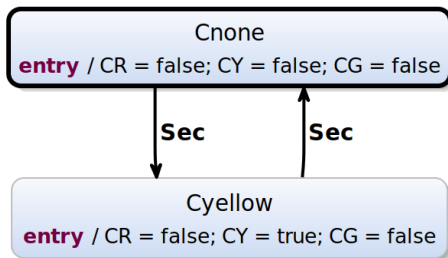 Cnone
entry / CR = false; CY = false; CG = false
Sec
Sec
Cyellow
entry / CR = false; CY = true; CG = false